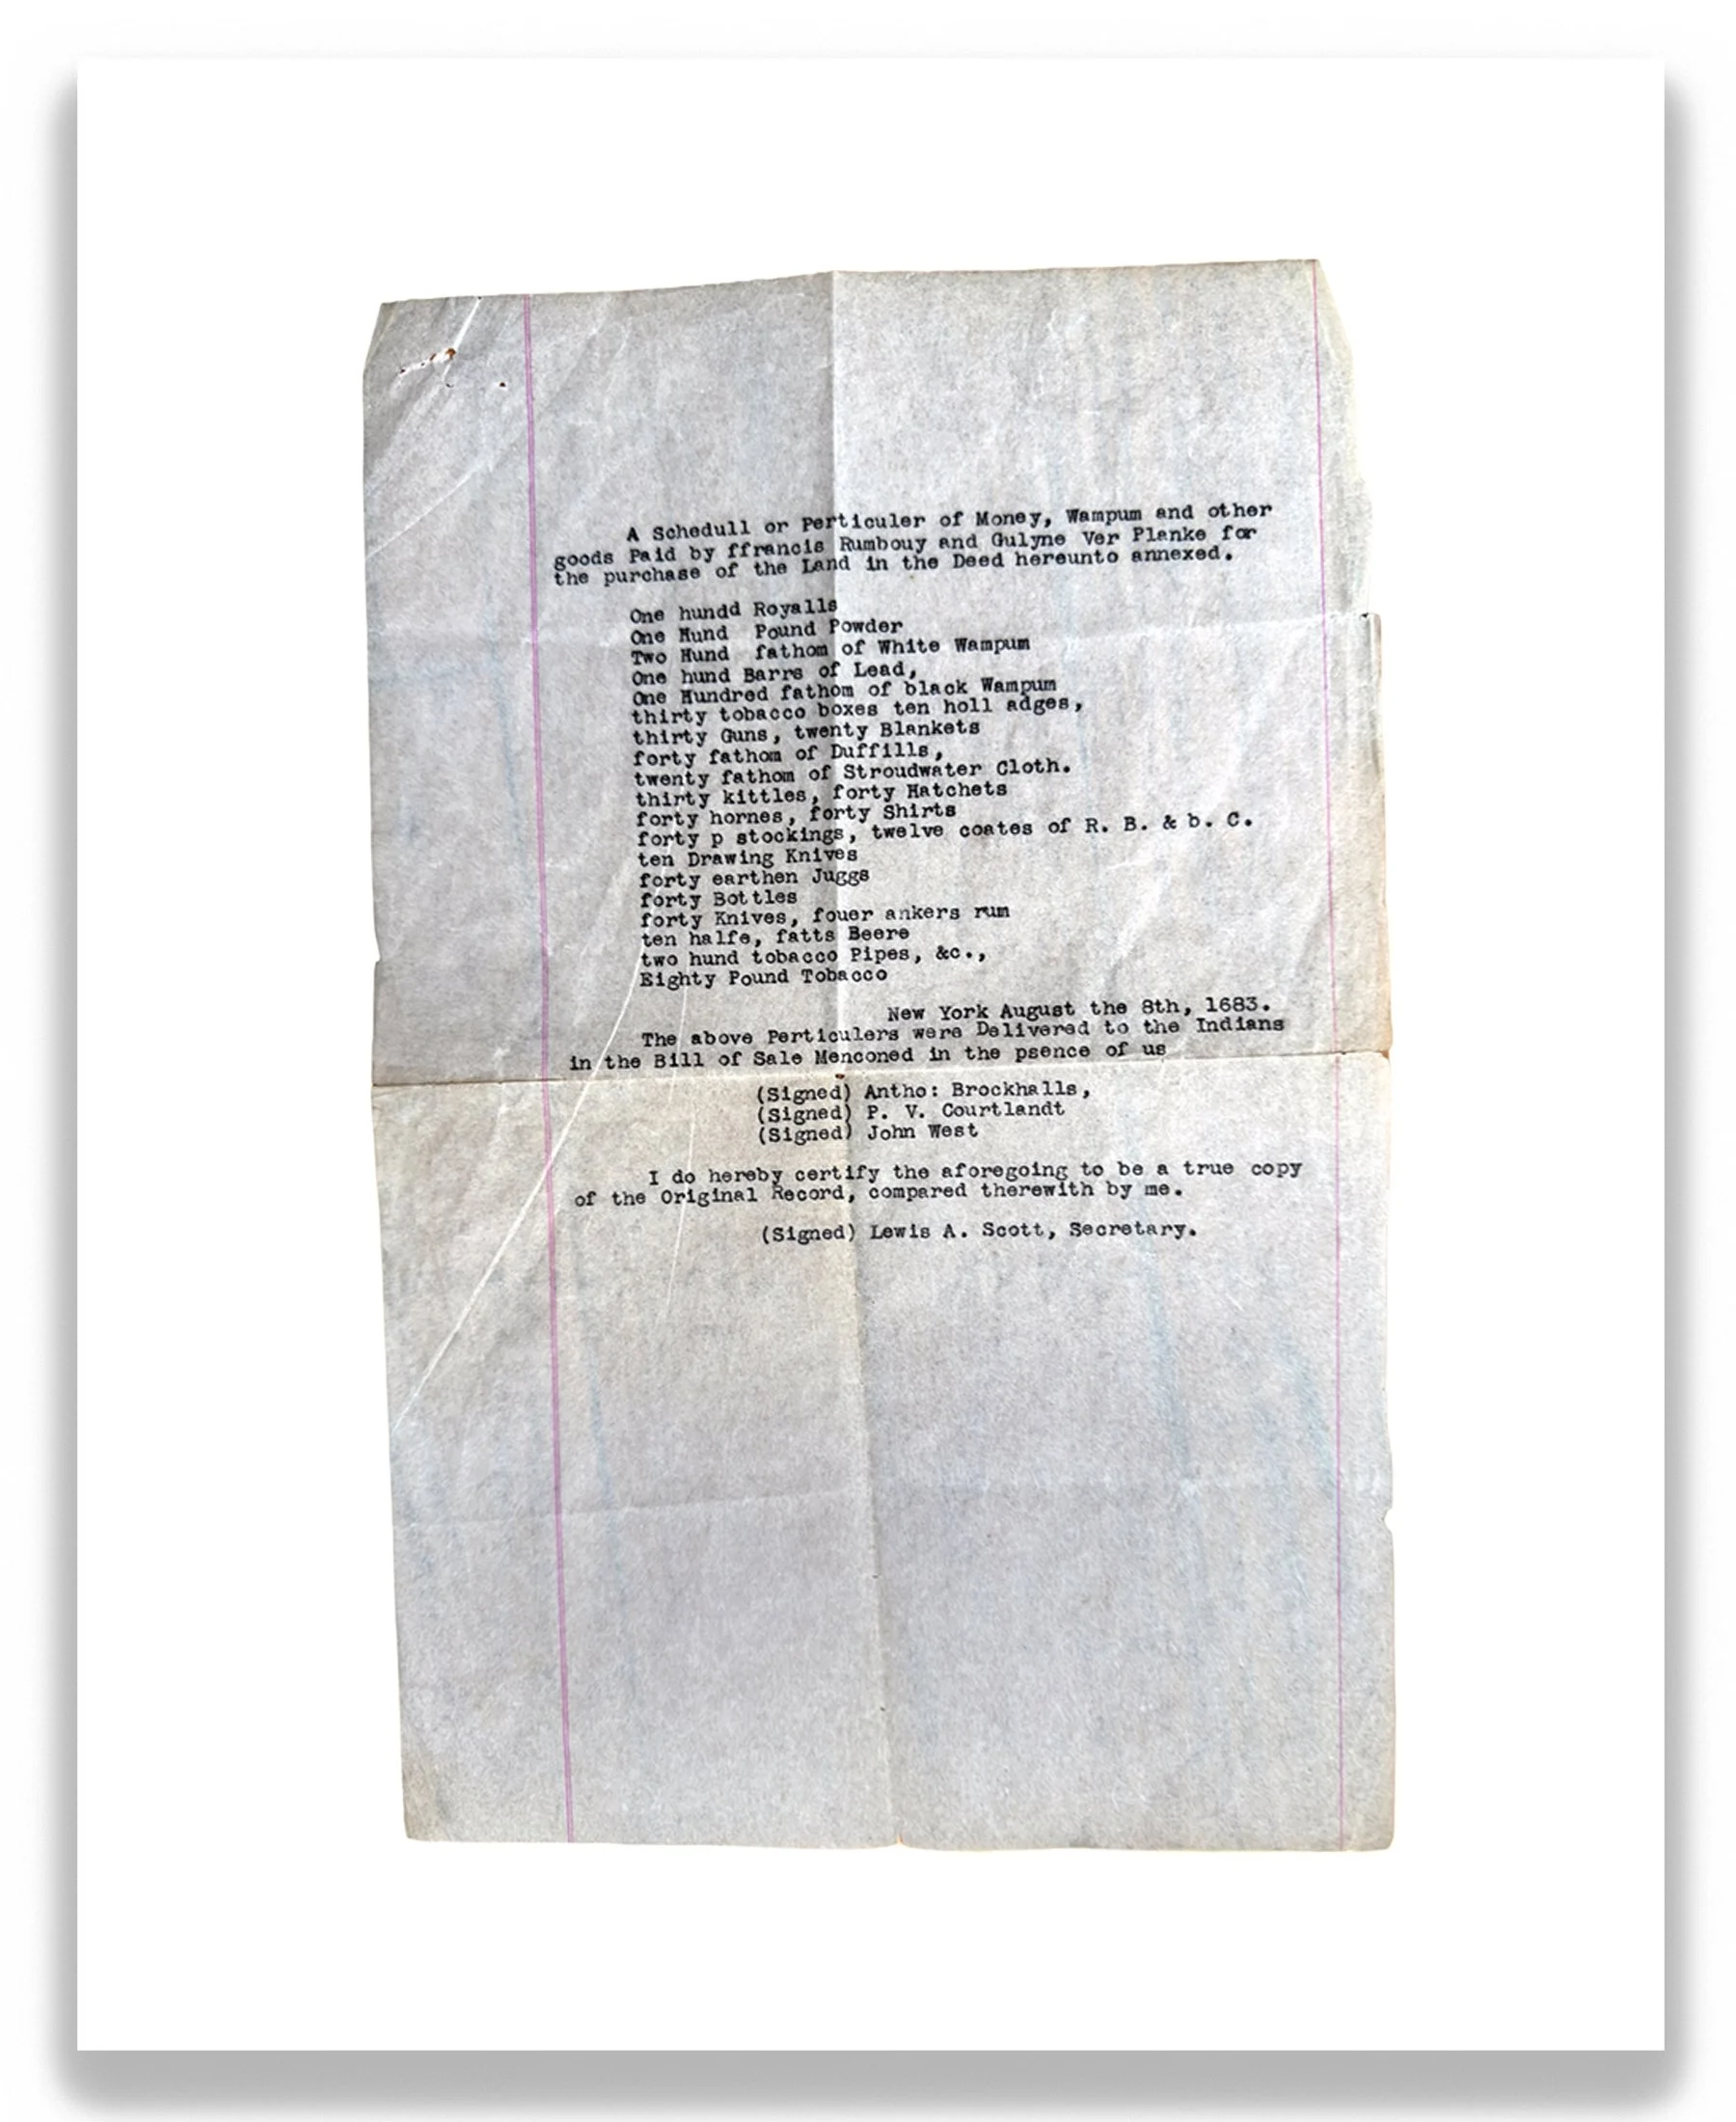 A Schedull or Perticuler of Money, Wampum and other
goods Paid by ffrancis Rumbouy and Gulyne Ver Planke for
the purchase of the Land in the Deed hereunto annexed.
One hundd Royalls
One Hund Pound Powder
Two Hund fathom of White Wampum
One hund Barrs of Lead,
One Hundred fathom of black Wampum
thirty tobacco boxes ten holl adges,
thirty Guns, twenty Blankets
forty fathom of Duffills,
twenty fathom of Stroudwater Cloth.
thirty kittles, forty Hatchets
forty hornes, forty Shirts
forty p stockings, twelve coates of R. B. & b. C.
ten Drawing Knives
forty earthen Juggs
forty Bottles
forty Knives, fouer ankers rum
ten halfe, fatts Beere
two hund tobacco Pipes, &c.,
Eighty Pound Tobacco
New York August the 8th, 1683.
The above Perticulers were Delivered to the Indians
in the Bill of Sale Menconed in the psence of us
(Signed) Antho: Brockhalls,
(Signed) P. V. Courtlandt
(Signed) John West
I do hereby certify the aforegoing to be a true copy
of the Original Record, compared therewith by me.
(Signed) Lewis A. Scott, Secretary.